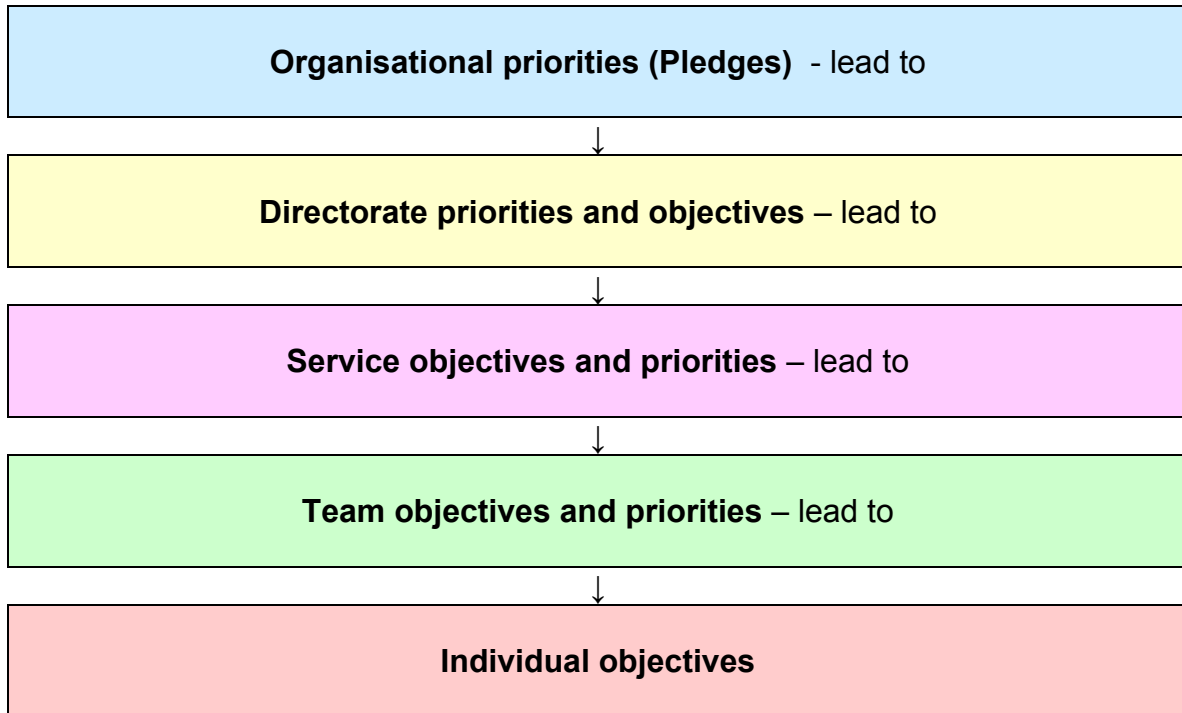 Organisational priorities (Pledges)  - lead to
↓
Directorate priorities and objectives – lead to
↓
Service objectives and priorities – lead to
↓
Team objectives and priorities – lead to
↓
Individual objectives